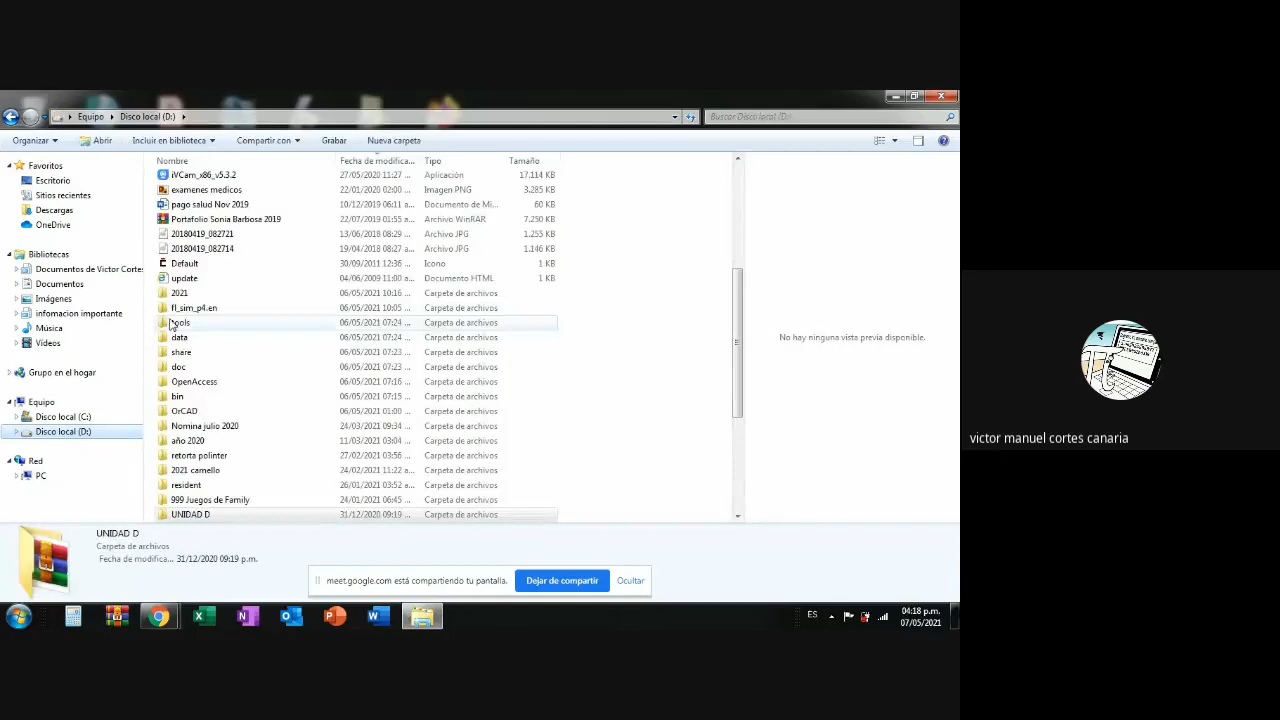 Equipo
Disco local (D:)
Buscar Disco local (D:)
Organizar
Abrir
Incluir en biblioteca
Compartir con
Grabar
Nueva carpeta
Favoritos
Escritorio
Sitios recientes
Descargas
OneDrive
Bibliotecas
Documentos de Victor Cortes
Documentos
Imágenes
infomacion importante
Música
Vídeos
Grupo en el hogar
Equipo
Disco local (C:)
Disco local (D:)
Red
PC
Nombre Fecha de modifica... Tipo Tamaño
iVCam_x86_v5.3.2 27/05/2020 11:27 ... Aplicación 17.114 KB
examenes medicos 22/01/2020 02:00 ... Imagen PNG 3.285 KB
pago salud Nov 2019 10/12/2019 06:11 a... Documento de Mi... 60 KB
Portafolio Sonia Barbosa 2019 22/07/2019 01:55 ... Archivo WinRAR 7.250 KB
20180419_082721 13/06/2018 08:29 ... Archivo JPG 1.255 KB
20180419_082714 19/04/2018 08:27 a... Archivo JPG 1.146 KB
Default 30/09/2011 12:36 ... Icono 1 KB
update 04/06/2009 11:00 a... Documento HTML 1 KB
2021 06/05/2021 10:16 ... Carpeta de archivos
fl_sim_p4.en 06/05/2021 10:05 ... Carpeta de archivos
tools 06/05/2021 07:24 ... Carpeta de archivos
data 06/05/2021 07:24 ... Carpeta de archivos
share 06/05/2021 07:23 ... Carpeta de archivos
doc 06/05/2021 07:23 ... Carpeta de archivos
OpenAccess 06/05/2021 07:16 ... Carpeta de archivos
bin 06/05/2021 07:15 ... Carpeta de archivos
OrCAD 06/05/2021 01:00 ... Carpeta de archivos
Nomina julio 2020 24/03/2021 09:34 ... Carpeta de archivos
año 2020 11/03/2021 03:04 ... Carpeta de archivos
retorta polinter 27/02/2021 03:56 ... Carpeta de archivos
2021 camello 24/02/2021 11:22 a... Carpeta de archivos
resident 26/01/2021 03:52 a... Carpeta de archivos
999 Juegos de Family 24/01/2021 06:45 ... Carpeta de archivos
UNIDAD D 31/12/2020 09:19 ... Carpeta de archivos
No hay ninguna vista previa disponible.
UNIDAD D
Carpeta de archivos
Fecha de modifica... 31/12/2020 09:19 p.m.
meet.google.com está compartiendo tu pantalla.
Dejar de compartir
Ocultar
ES
04:18 p.m.
07/05/2021
victor manuel cortes canaria